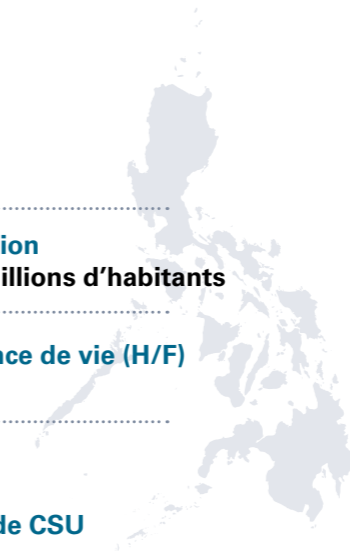 ion
illions d’habitants
nce de vie (H/F)
de CSU